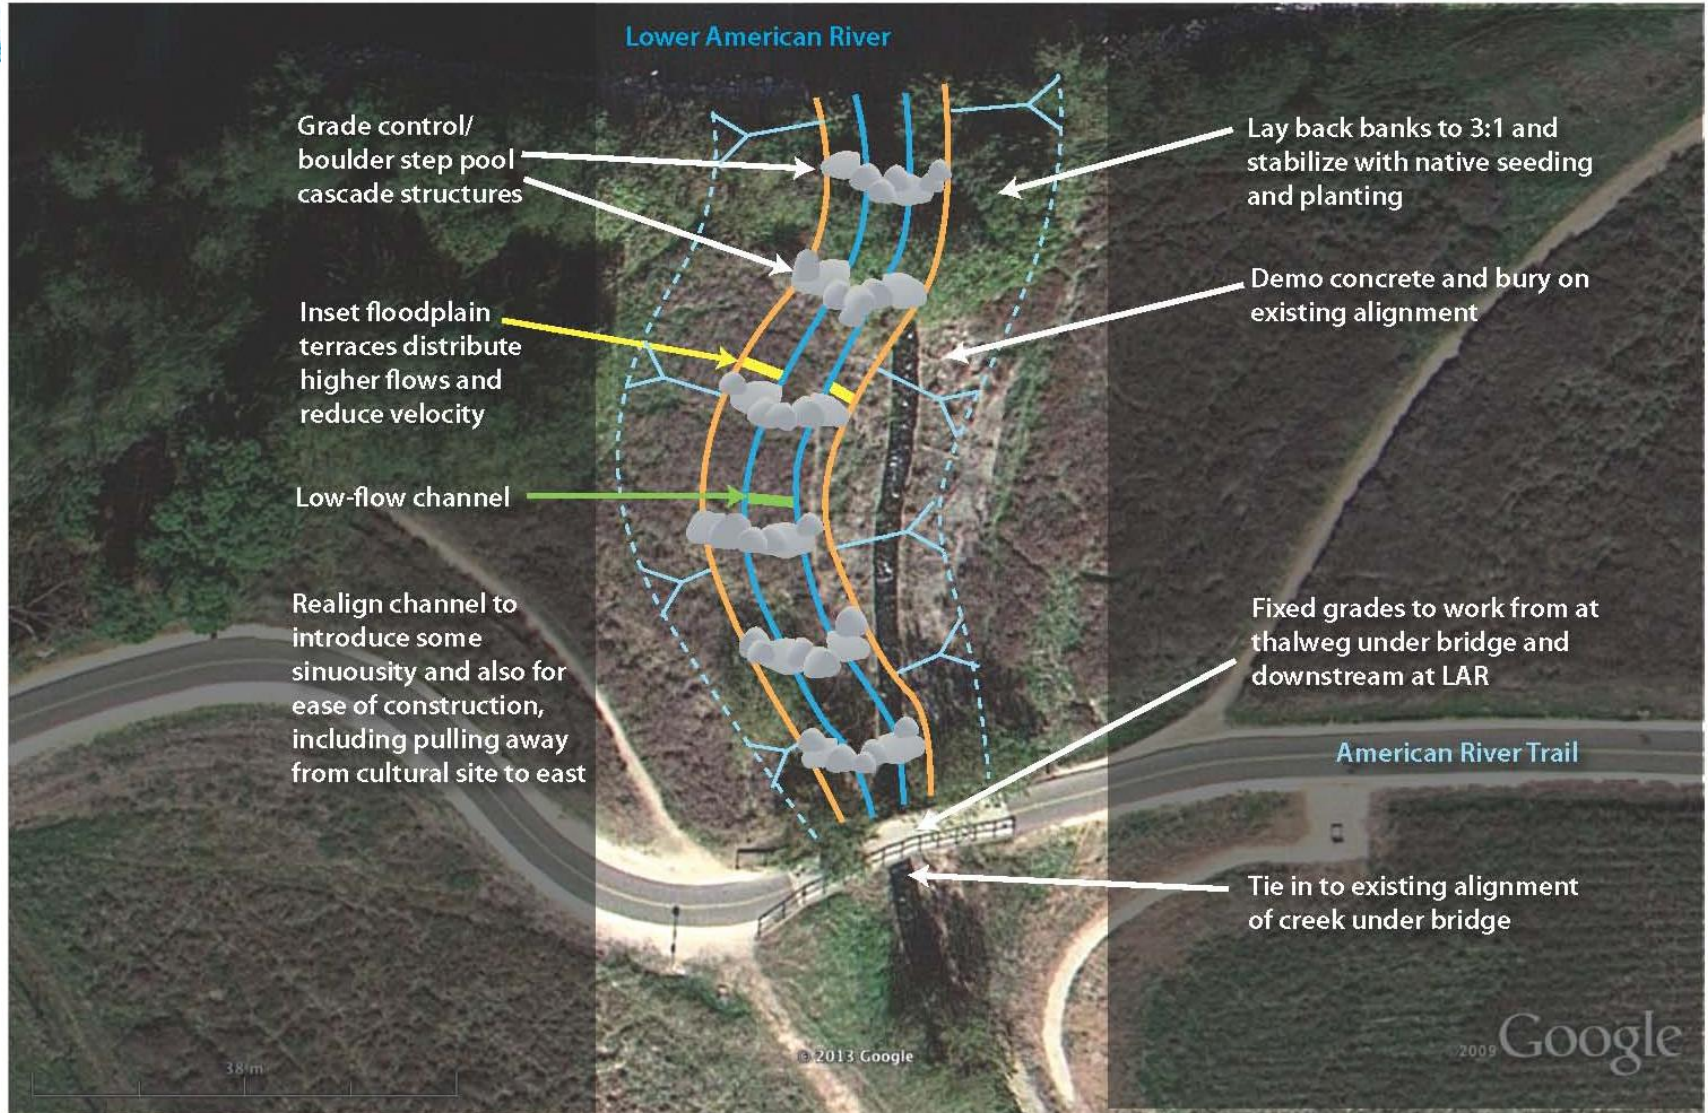 Lower American River
Grade control/
boulder step pool
cascade structures
Inset floodplain
terraces distribute
higher flows and
reduce velocity
Low-flow channel
Realign channel to
introduce some
sinuousity and also for
ease of construction,
including pulling away
from cultural site to east
Lay back banks to 3:1 and
stabilize with native seeding
and planting
Demo concrete and bury on
existing alignment
Fixed grades to work from at
thalweg under bridge and
downstream at LAR
American River Trail
Tie in to existing alignment
of creek under bridge
38 m
© 2013 Google
2009 Google